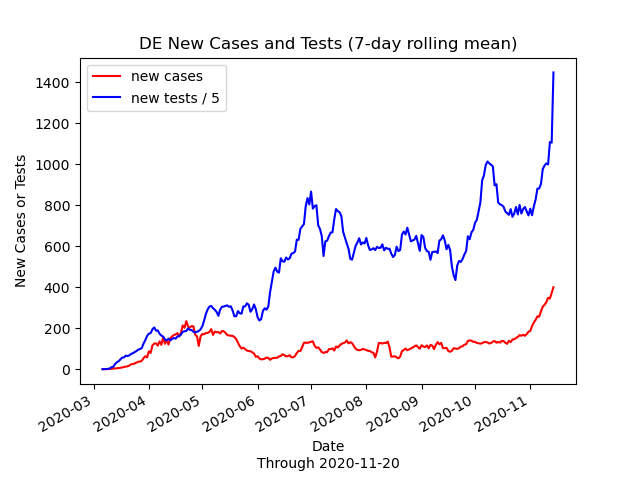 DE New Cases and Tests (7-day rolling mean)
new cases
new tests / 5
New Cases or Tests
1400
1200
1000
800
600
400
200
0
2020-03
2020-04
2020-05
2020-06
2020-07
2020-08
2020-09
2020-10
2020-11
Date
Through 2020-11-20